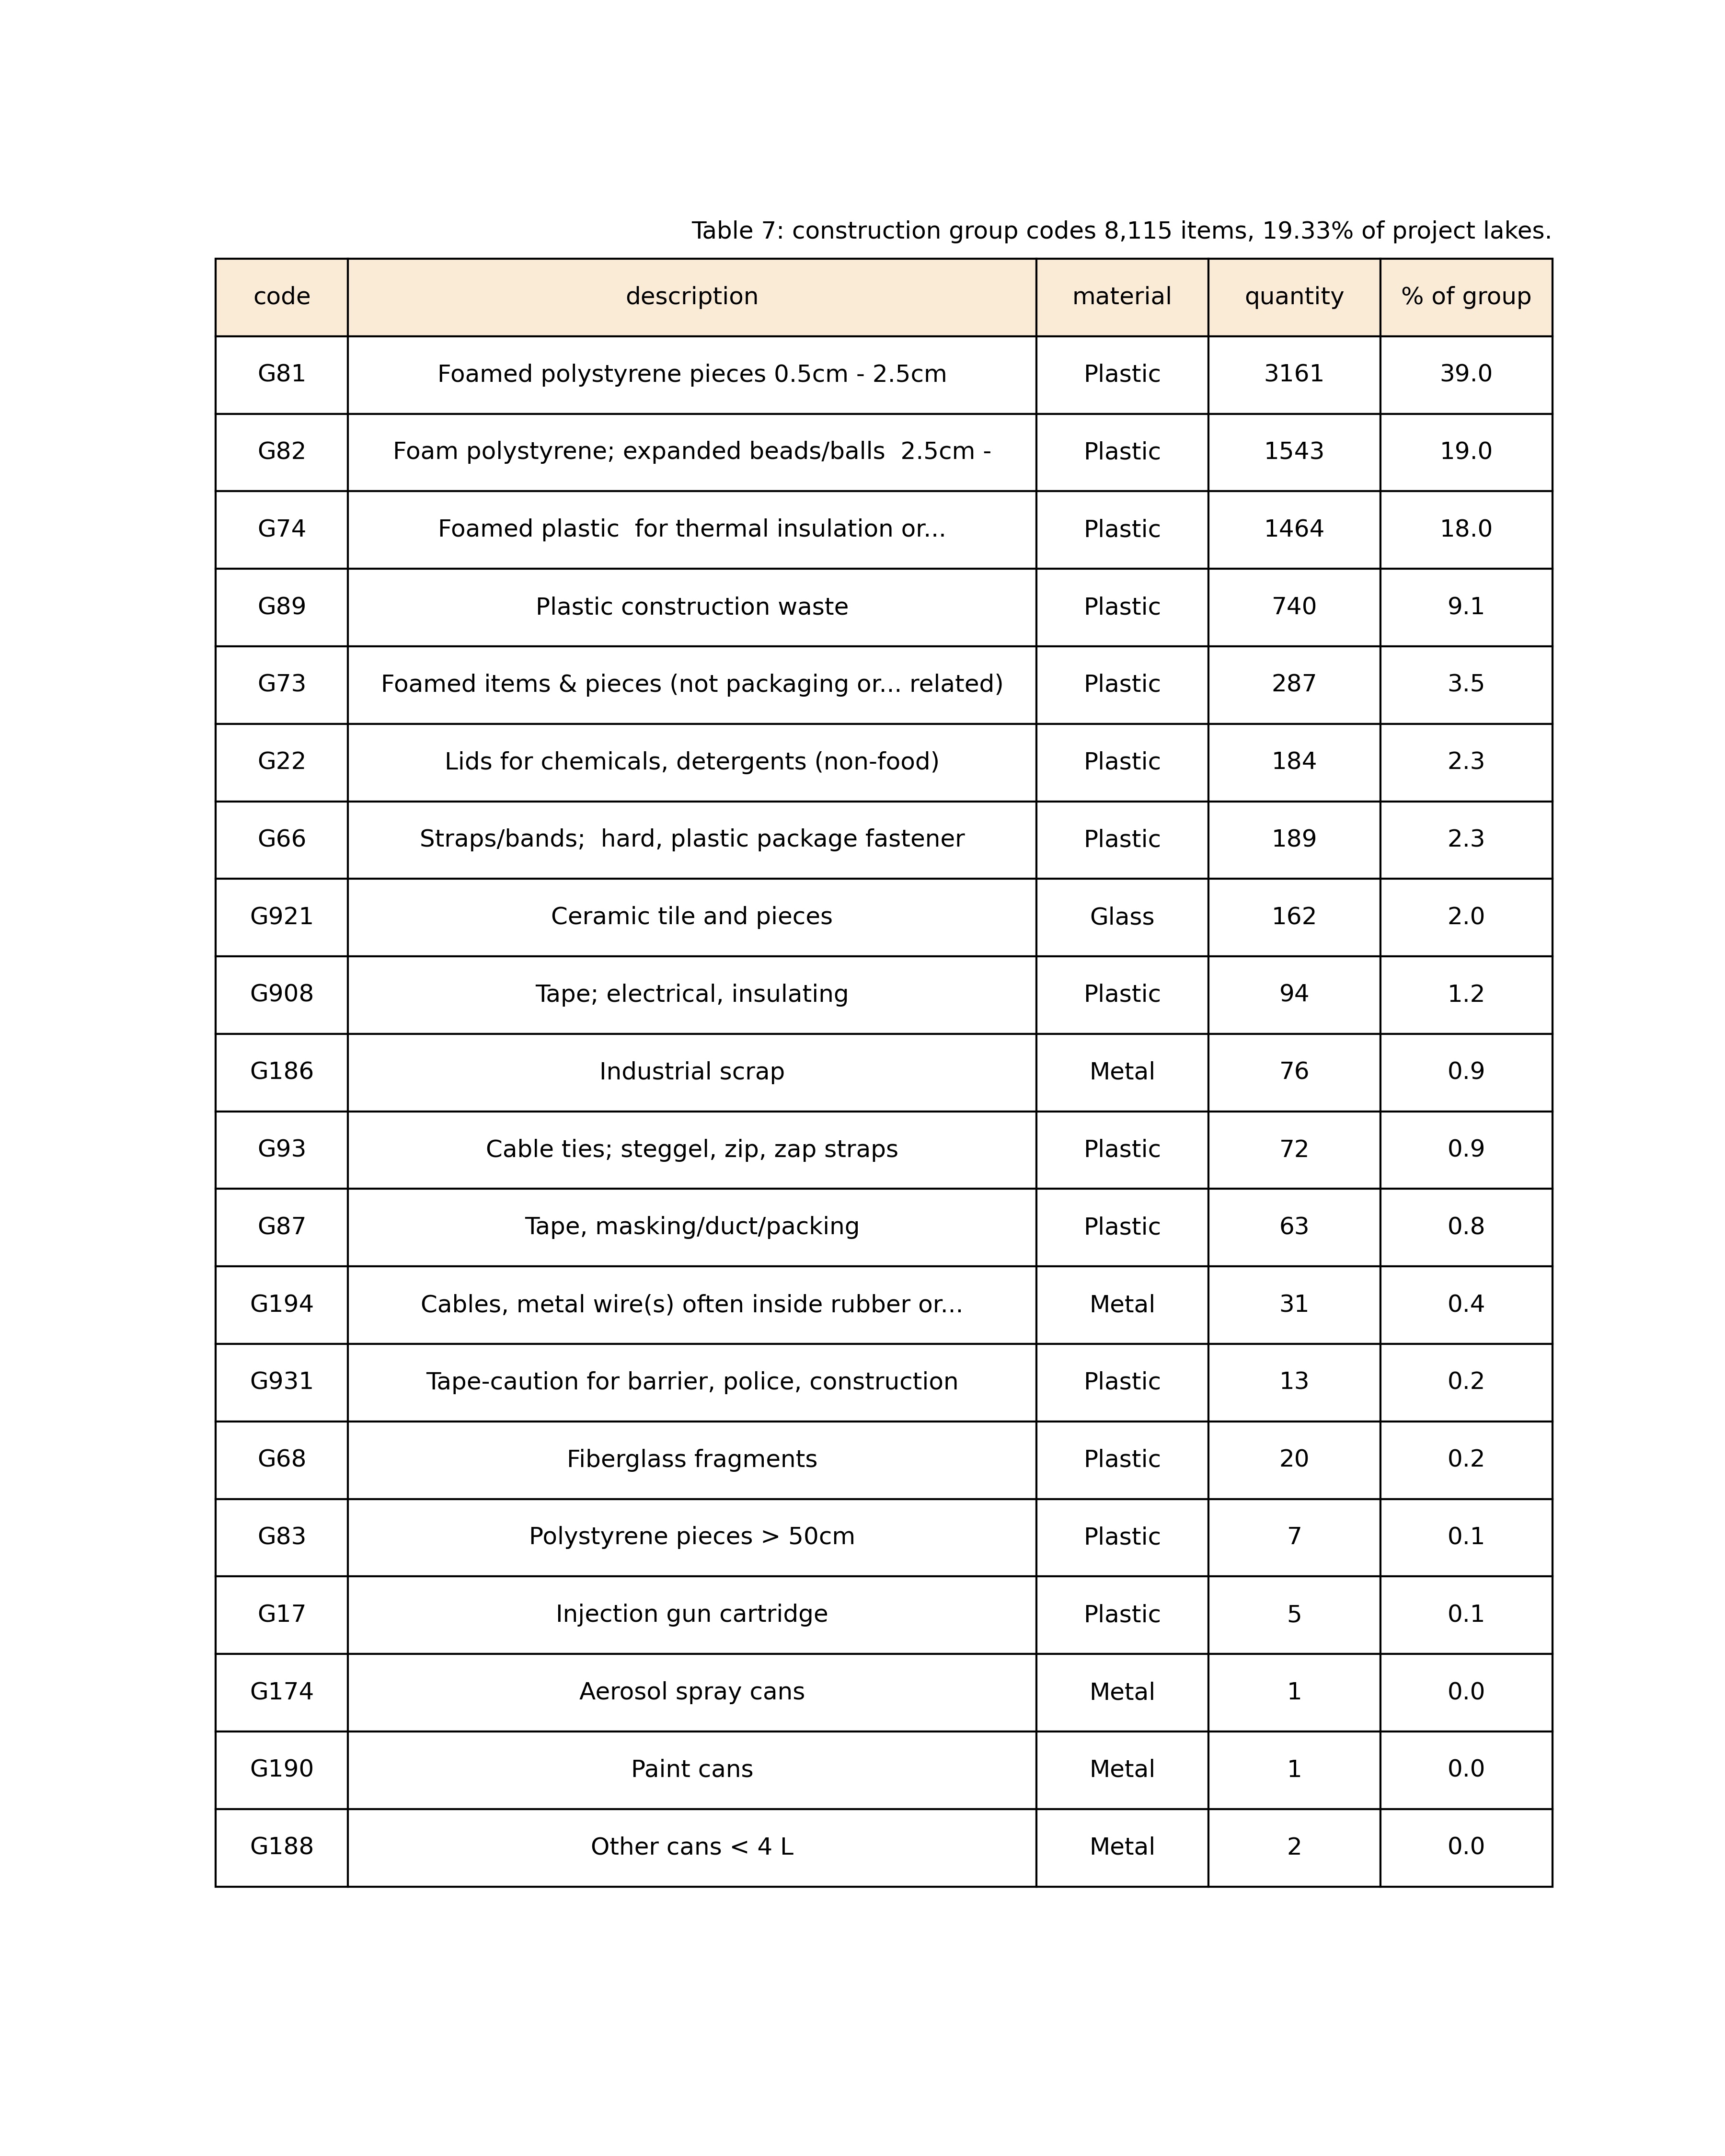 Table 7: construction group codes 8,115 items, 19.33% of project lakes.
code description material quantity % of group
G81 Foamed polystyrene pieces 0.5cm - 2.5cm Plastic 3161 39.0
G82 Foam polystyrene; expanded beads/balls  2.5cm - Plastic 1543 19.0
G74 Foamed plastic  for thermal insulation or... Plastic 1464 18.0
G89 Plastic construction waste Plastic 740 9.1
G73 Foamed items & pieces (not packaging or... related) Plastic 287 3.5
G22 Lids for chemicals, detergents (non-food) Plastic 184 2.3
G66 Straps/bands;  hard, plastic package fastener Plastic 189 2.3
G921 Ceramic tile and pieces Glass 162 2.0
G908 Tape; electrical, insulating Plastic 94 1.2
G186 Industrial scrap Metal 76 0.9
G93 Cable ties; steggel, zip, zap straps Plastic 72 0.9
G87 Tape, masking/duct/packing Plastic 63 0.8
G194 Cables, metal wire(s) often inside rubber or... Metal 31 0.4
G931 Tape-caution for barrier, police, construction Plastic 13 0.2
G68 Fiberglass fragments Plastic 20 0.2
G83 Polystyrene pieces > 50cm Plastic 7 0.1
G17 Injection gun cartridge Plastic 5 0.1
G174 Aerosol spray cans Metal 1 0.0
G190 Paint cans Metal 1 0.0
G188 Other cans < 4 L Metal 2 0.0